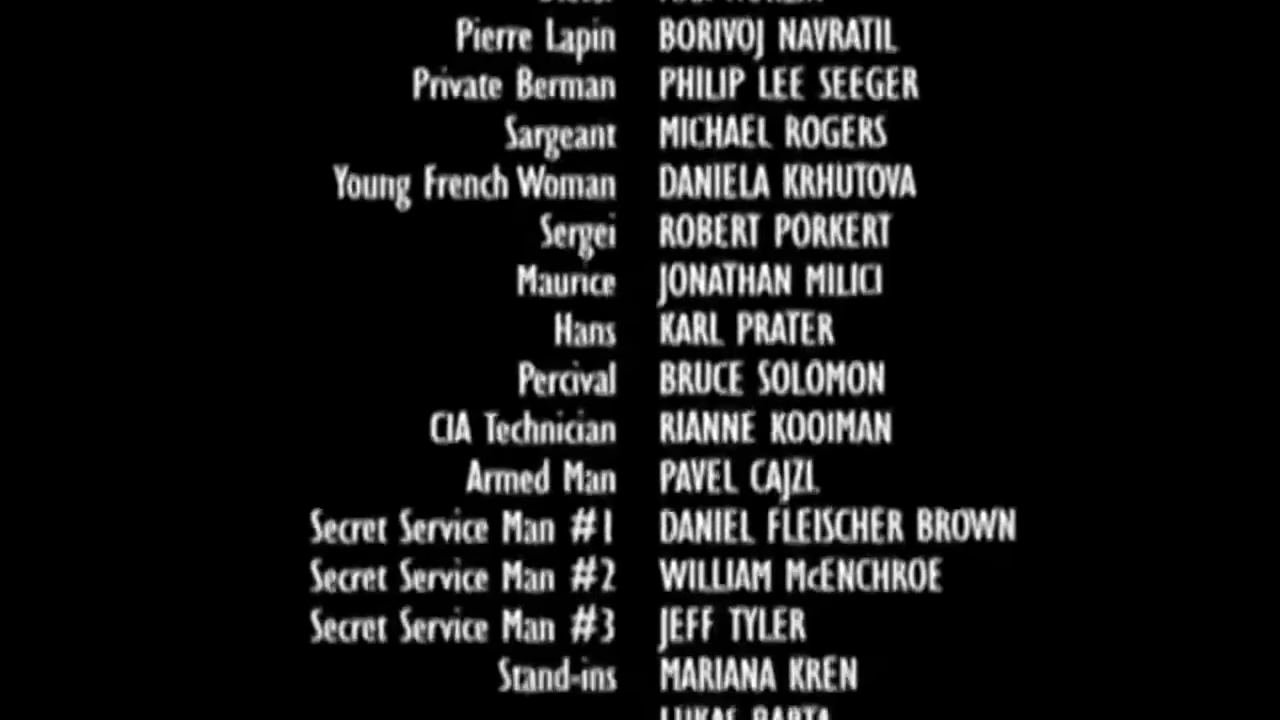 Pierre Lapin BORIVOJ NAVRATIL
Private Berman PHILIP LEE SEEGER
Sargeant MICHAEL ROGERS
Young French Woman DANIELA KRHUTOVA
Sergei ROBERT PORKERT
Maurice JONATHAN MILICI
Hans KARL PRATER
Percival BRUCE SOLOMON
CIA Technician RIANNE KOOIMAN
Armed Man PAVEL CAJZL
Secret Service Man #1 DANIEL FLEISCHER BROWN
Secret Service Man #2 WILLIAM McENCHROE
Secret Service Man #3 JEFF TYLER
Stand-ins MARIANA KREN